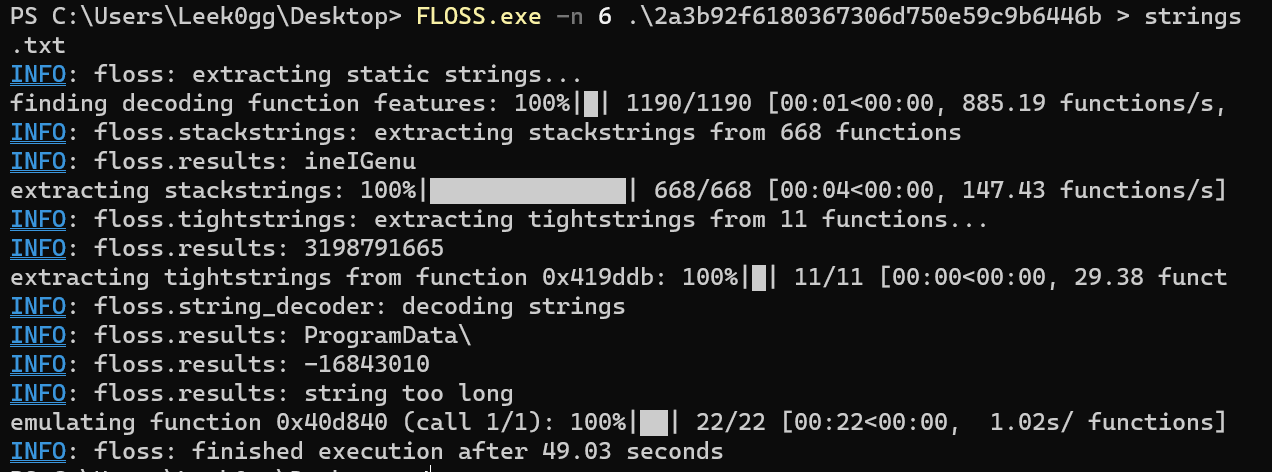 PS C:\Users\Leek0gg\Desktop> FLOSS.exe -n 6 .\2a3b92f6180367306d750e59c9b6446b > strings
.txt
INFO: floss: extracting static strings...
finding decoding function features: 100%|█| 1190/1190 [00:01<00:00, 885.19 functions/s,
INFO: floss.stackstrings: extracting stackstrings from 668 functions
INFO: floss.results: ineIGenu
extracting stackstrings: 100%|██████████████| 668/668 [00:04<00:00, 147.43 functions/s]
INFO: floss.tightstrings: extracting tightstrings from 11 functions...
INFO: floss.results: 3198791665
extracting tightstrings from function 0x419ddb: 100%|█| 11/11 [00:00<00:00, 29.38 funct
INFO: floss.string_decoder: decoding strings
INFO: floss.results: ProgramData\
INFO: floss.results: -16843010
INFO: floss.results: string too long
emulating function 0x40d840 (call 1/1): 100%|██| 22/22 [00:22<00:00,  1.02s/ functions]
INFO: floss: finished execution after 49.03 seconds